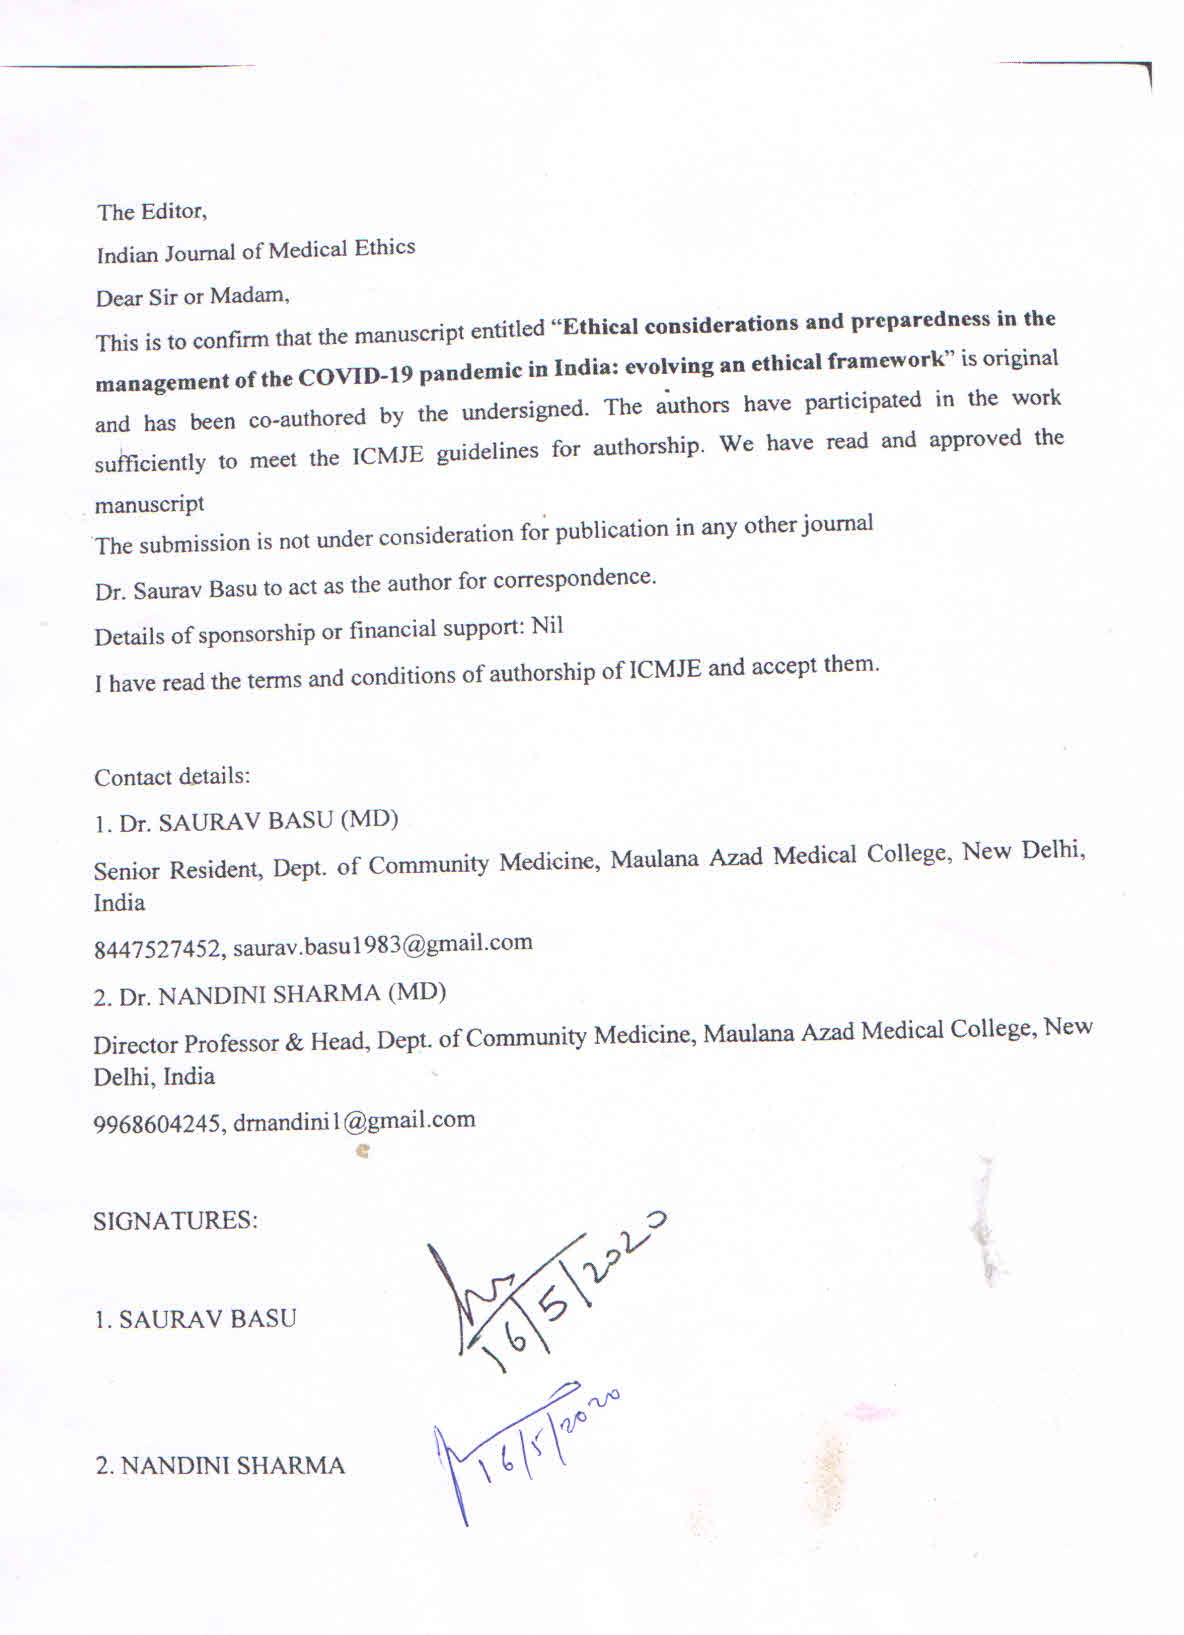 The Editor,
Indian Journal of Medical Ethics
Dear Sir or Madam,
This is to confirm that the manuscript entitled “Ethical considerations and preparedness in the
management of the COVID-19 pandemic in India: evolving an ethical framework” is original
and has been co-authored by the undersigned. The authors have participated in the work
sufficiently to meet the ICMJE guidelines for authorship. We have read and approved the
manuscript
The submission is not under consideration for publication in any other journal
Dr. Saurav Basu to act as the author for correspondence.
Details of sponsorship or financial support: Nil
I have read the terms and conditions of authorship of ICMJE and accept them.
Contact details:
1. Dr. SAURAV BASU (MD)
Senior Resident, Dept. of Community Medicine, Maulana Azad Medical College, New Delhi,
India
8447527452, saurav.basu1983@gmail.com
2. Dr. NANDINI SHARMA (MD)
Director Professor & Head, Dept. of Community Medicine, Maulana Azad Medical College, New
Delhi, India
9968604245, drnandini1@gmail.com
SIGNATURES:
1. SAURAV BASU
16/5/2020
2. NANDINI SHARMA
16/5/2020